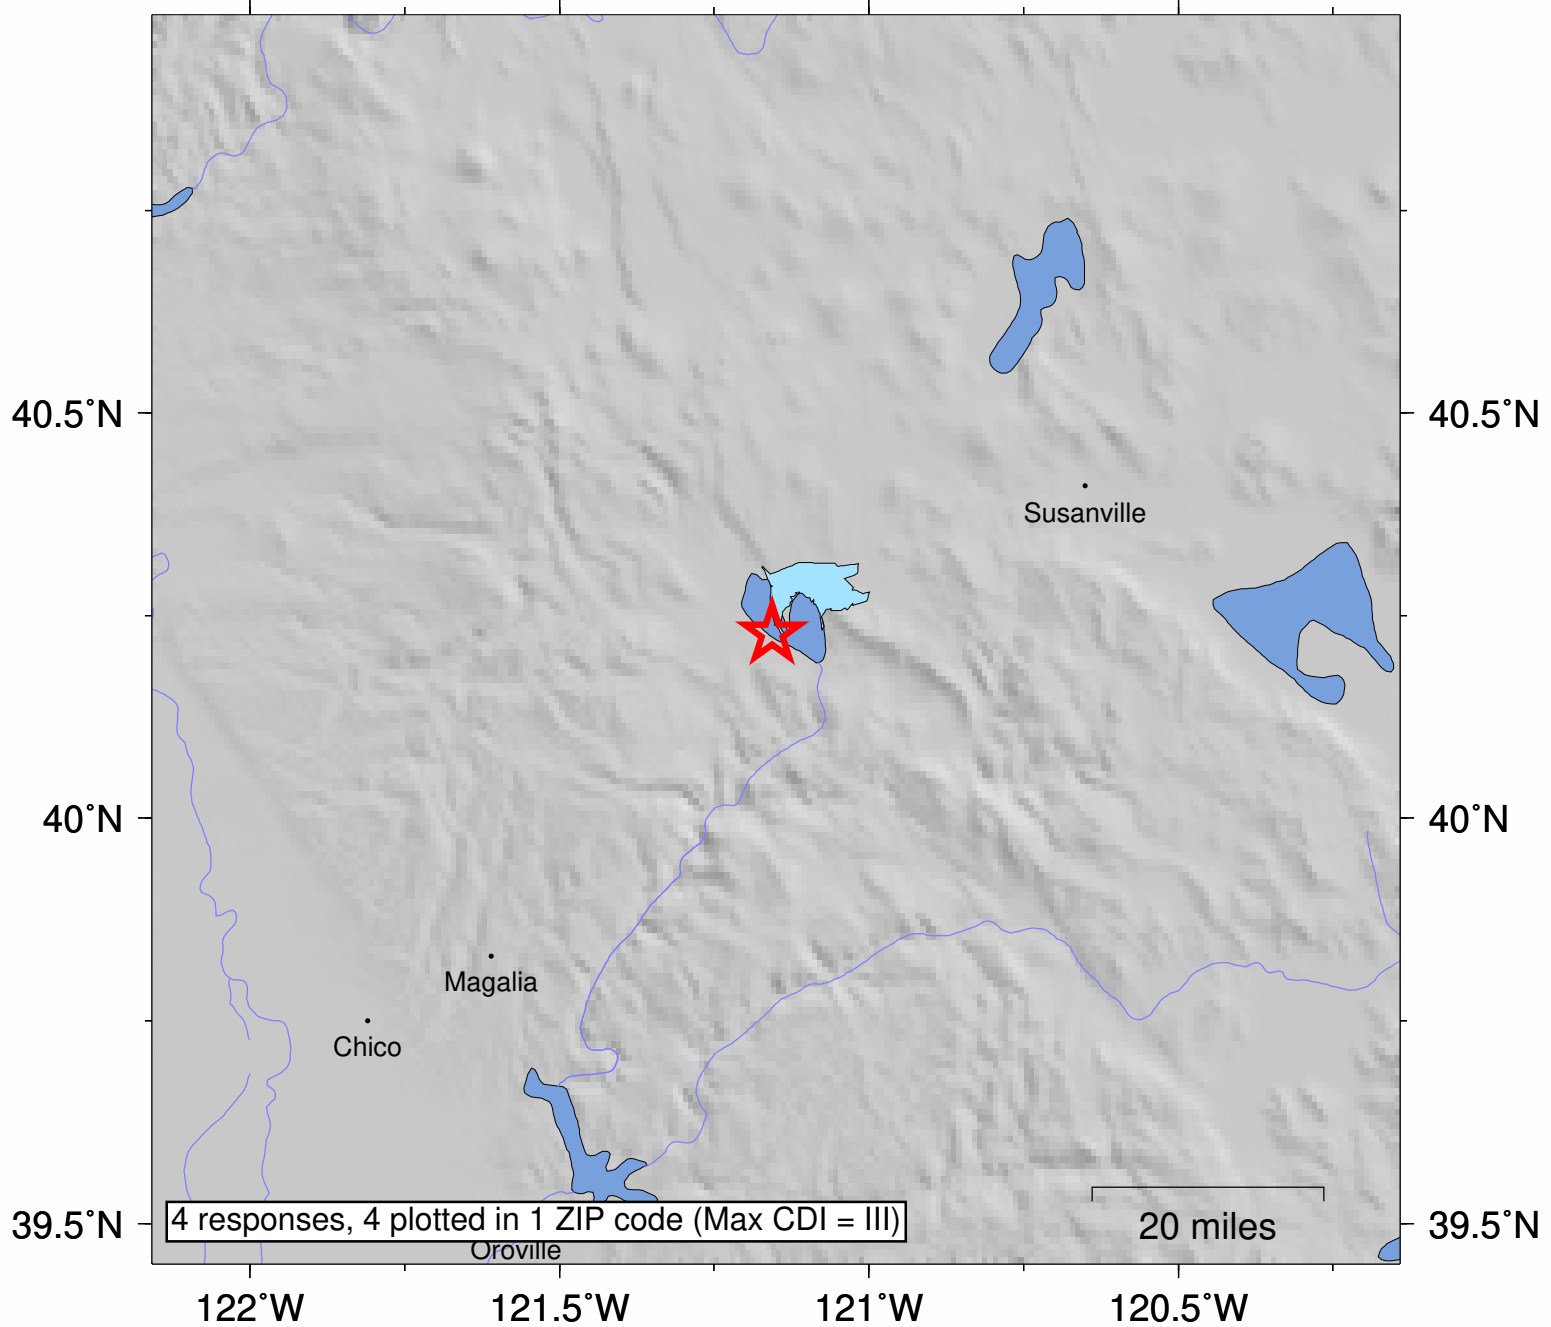 40.5°N
40.5°N
Susanville
40°N
40°N
Magalia
Chico
4 responses, 4 plotted in 1 ZIP code (Max CDI = III)
20 miles
39.5°N
39.5°N
Oroville
122°W
121.5°W
121°W
120.5°W